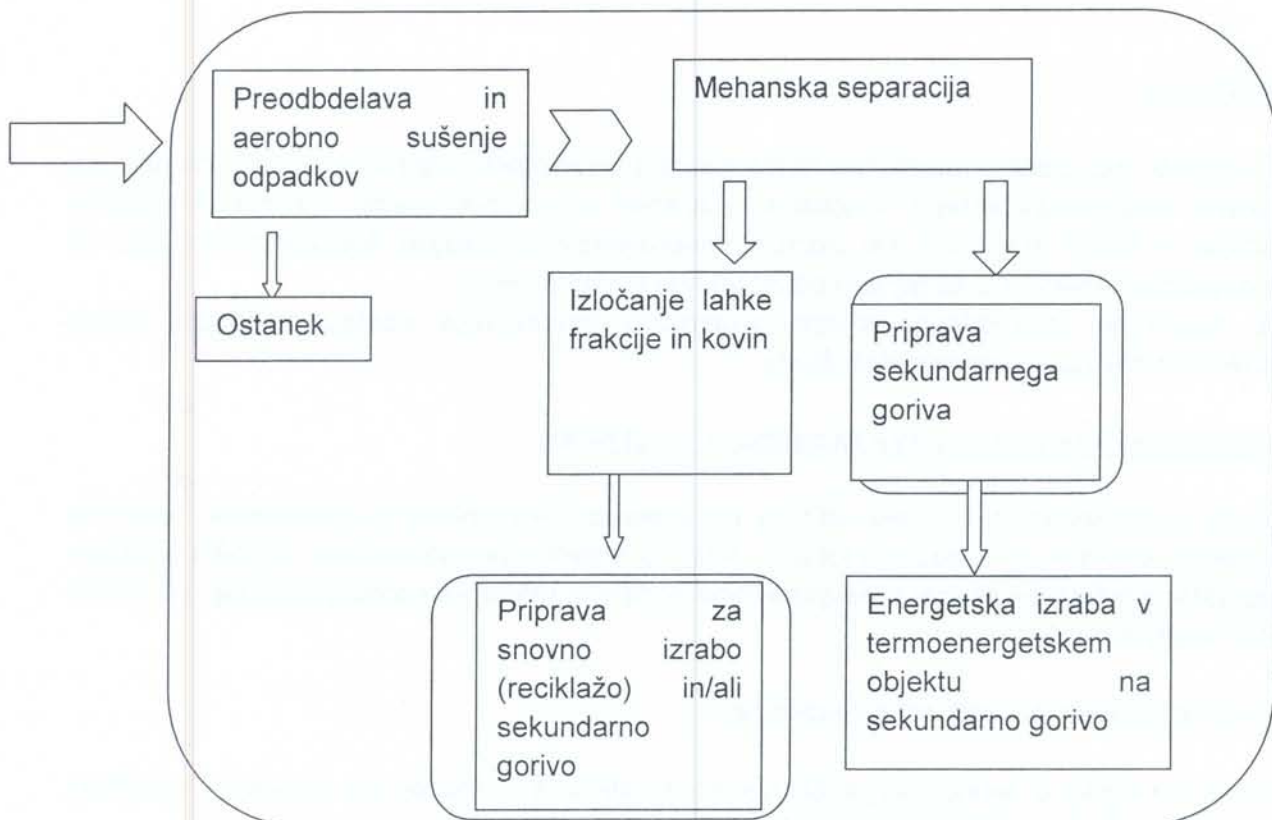 Preodbdelava in
aerobno sušenje
odpadkov
Mehanska separacija
Ostanek
Izločanje lahke
frakcije in kovin
Priprava
sekundarnega
goriva
Priprava za
snovno izrabo
(reciklažo) in/ali
sekundarno
gorivo
Energetska izraba v
termoenergetskem
objektu na
sekundarno gorivo